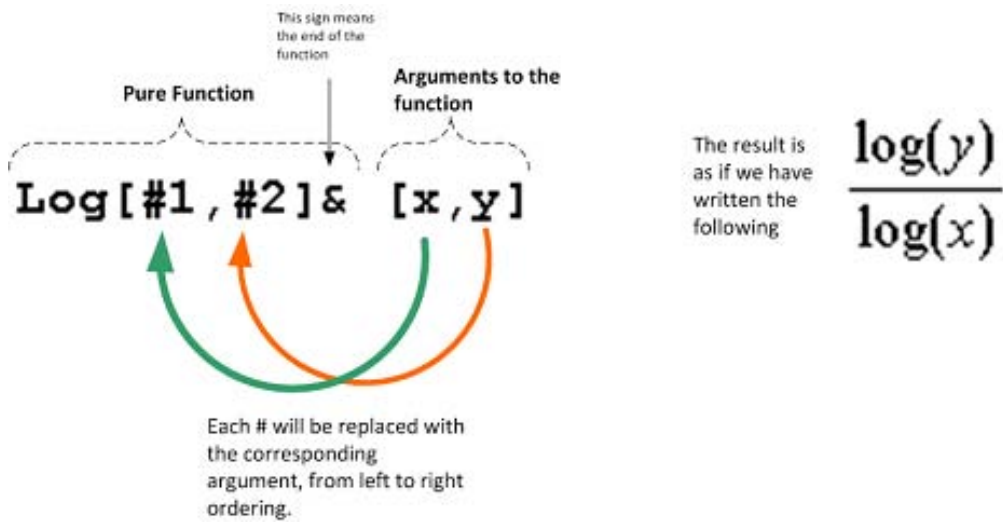 This sign means
the end of the
function
Pure Function
Arguments to the
function
Log[#1,#2]& [x,y]
The result is
as if we have
written the
following
log(y)
log(x)
Each # will be replaced with
the corresponding
argument, from left to right
ordering.